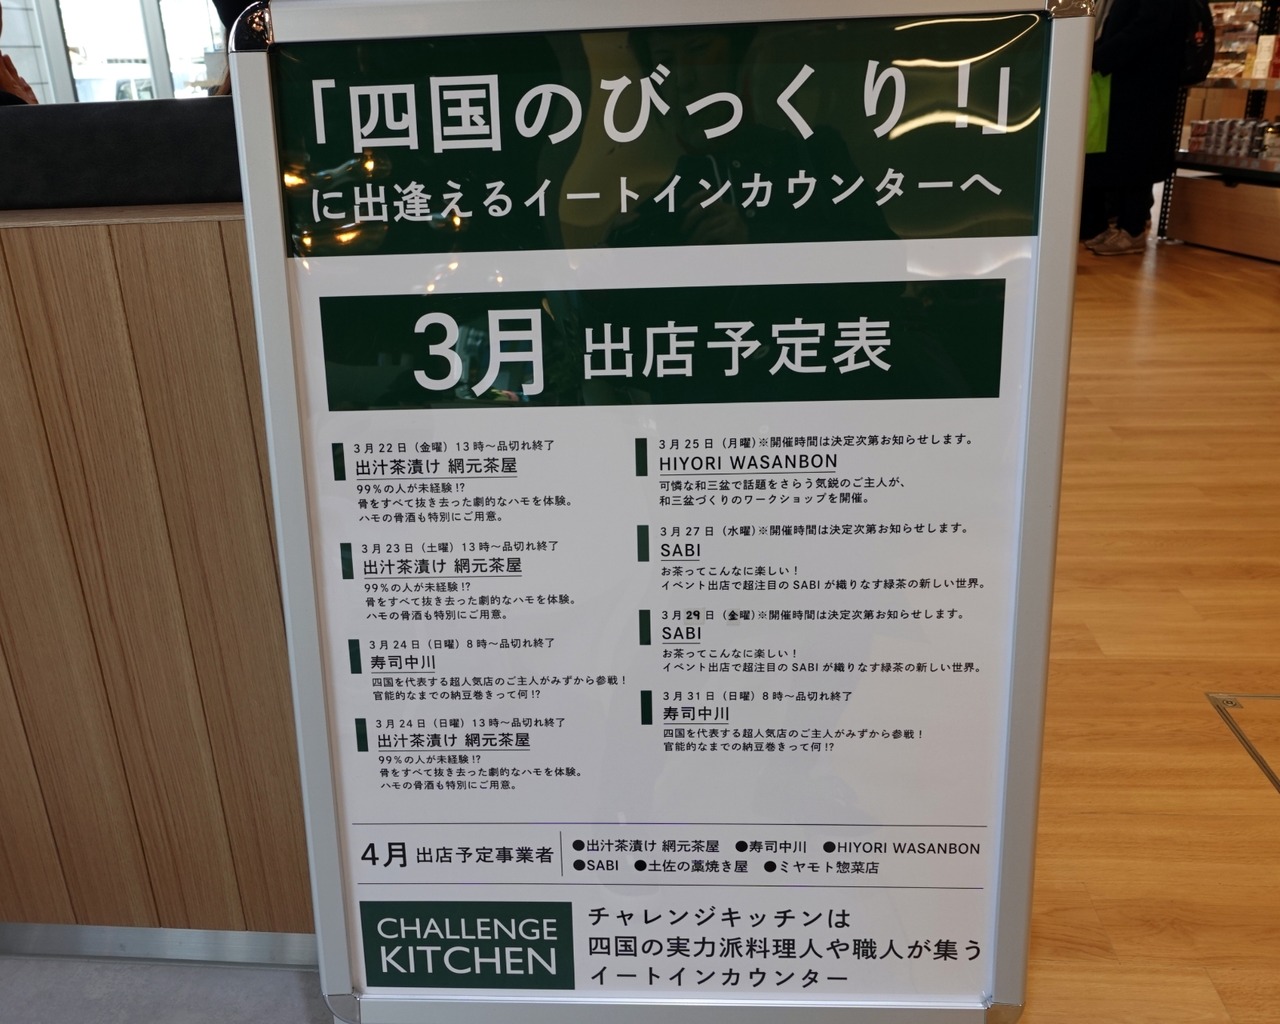 「四国のびっくり！」
に出逢えるイートインカウンターへ
3月 出店予定表
3月22日（金曜）13時～品切れ終了
出汁茶漬け 網元茶屋
99％の人が未経験!?
骨をすべて抜き去った劇的なハモを体験。
ハモの骨酒も特別にご用意。
3月23日（土曜）13時～品切れ終了
出汁茶漬け 網元茶屋
99％の人が未経験!?
骨をすべて抜き去った劇的なハモを体験。
ハモの骨酒も特別にご用意。
3月24日（日曜）8時～品切れ終了
寿司中川
四国を代表する超人気店のご主人がみずから参戦！
官能的なまでの納豆巻きって何!?
3月24日（日曜）13時～品切れ終了
出汁茶漬け 網元茶屋
99％の人が未経験!?
骨をすべて抜き去った劇的なハモを体験。
ハモの骨酒も特別にご用意。
3月25日（月曜）※開催時間は決定次第お知らせします。
HIYORI WASANBON
可憐な和三盆で話題をさらう気鋭のご主人が、
和三盆づくりのワークショップを開催。
3月27日（水曜）※開催時間は決定次第お知らせします。
SABI
お茶ってこんなに楽しい！
イベント出店で超注目のSABIが織りなす緑茶の新しい世界。
3月29日（金曜）※開催時間は決定次第お知らせします。
SABI
お茶ってこんなに楽しい！
イベント出店で超注目のSABIが織りなす緑茶の新しい世界。
3月31日（日曜）8時～品切れ終了
寿司中川
四国を代表する超人気店のご主人がみずから参戦！
官能的なまでの納豆巻きって何!?
4月 出店予定事業者
●出汁茶漬け 網元茶屋 ●寿司中川 ●HIYORI WASANBON
●SABI ●土佐の藁焼き屋 ●ミヤモト惣菜店
CHALLENGE
KITCHEN
チャレンジキッチンは
四国の実力派料理人や職人が集う
イートインカウンター